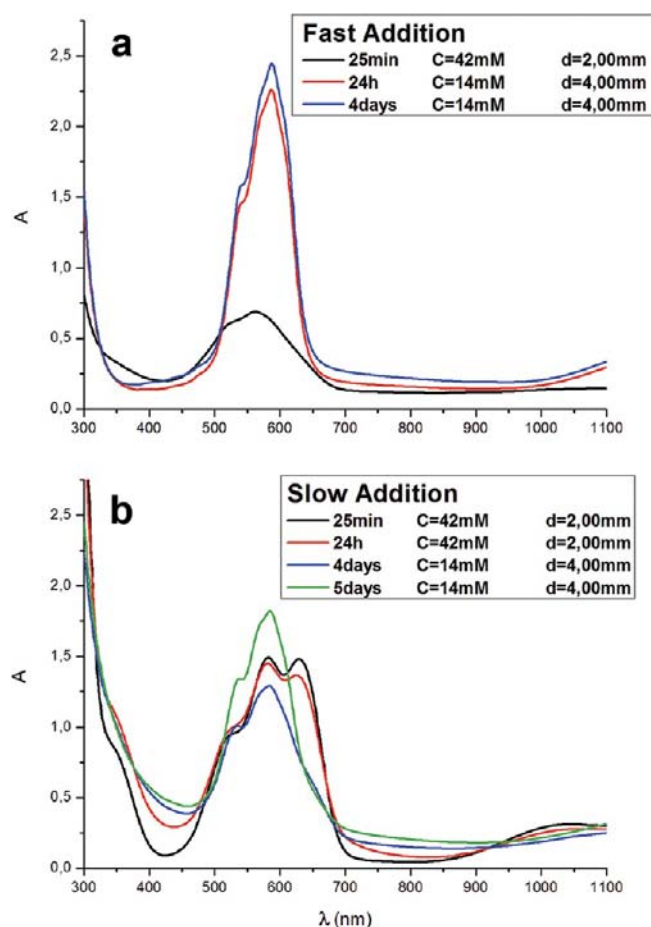 a
Fast Addition
25min C=42mM d=2,00mm
24h C=14mM d=4,00mm
4days C=14mM d=4,00mm
2,5
2,0
1,5
1,0
0,5
0,0
A
300 400 500 600 700 800 900 1000 1100
b
Slow Addition
25min C=42mM d=2,00mm
24h C=42mM d=2,00mm
4days C=14mM d=4,00mm
5days C=14mM d=4,00mm
2,5
2,0
1,5
1,0
0,5
0,0
A
300 400 500 600 700 800 900 1000 1100
λ (nm)